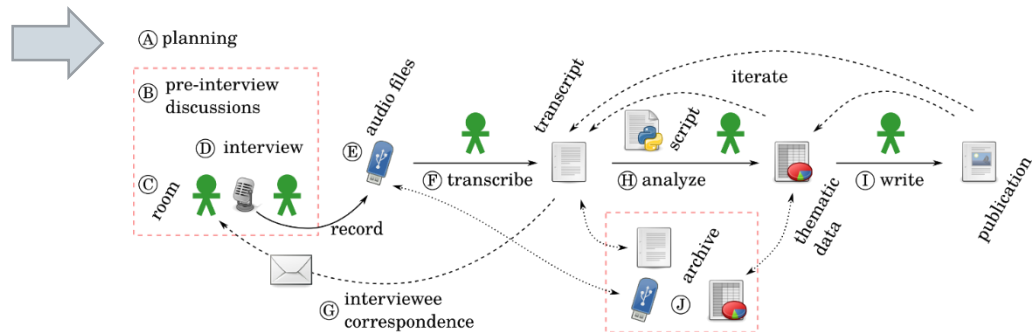 Ⓐ planning
Ⓑ pre-interview
discussions
Ⓓ interview
Ⓒ
room
record
Ⓔ
audio files
Ⓕ transcribe
transcript
iterate
script
Ⓗ analyze
thematic
data
Ⓘ write
publication
Ⓖ interviewee
correspondence
archive
Ⓙ